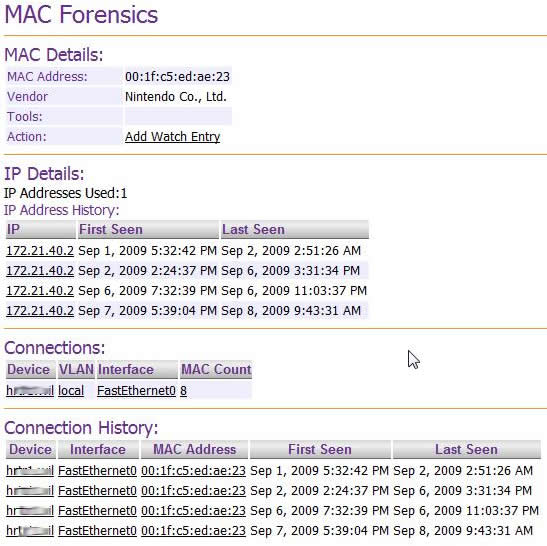 MAC Forensics
MAC Details:
MAC Address: 00:1f:c5:ed:ae:23
Vendor Nintendo Co., Ltd.
Tools:
Action: Add Watch Entry
IP Details:
IP Addresses Used:1
IP Address History:
IP First Seen Last Seen
172.21.40.2 Sep 1, 2009 5:32:42 PM Sep 2, 2009 2:51:26 AM
172.21.40.2 Sep 2, 2009 2:24:37 PM Sep 6, 2009 3:31:34 PM
172.21.40.2 Sep 6, 2009 7:32:39 PM Sep 6, 2009 11:03:37 PM
172.21.40.2 Sep 7, 2009 5:39:04 PM Sep 8, 2009 9:43:31 AM
Connections:
Device VLAN Interface MAC Count
local FastEthernet0 8
Connection History:
Device Interface MAC Address First Seen Last Seen
FastEthernet0 00:1f:c5:ed:ae:23 Sep 1, 2009 5:32:42 PM Sep 2, 2009 2:51:26 AM
FastEthernet0 00:1f:c5:ed:ae:23 Sep 2, 2009 2:24:37 PM Sep 6, 2009 3:31:34 PM
FastEthernet0 00:1f:c5:ed:ae:23 Sep 6, 2009 7:32:39 PM Sep 6, 2009 11:03:37 PM
FastEthernet0 00:1f:c5:ed:ae:23 Sep 7, 2009 5:39:04 PM Sep 8, 2009 9:43:31 AM